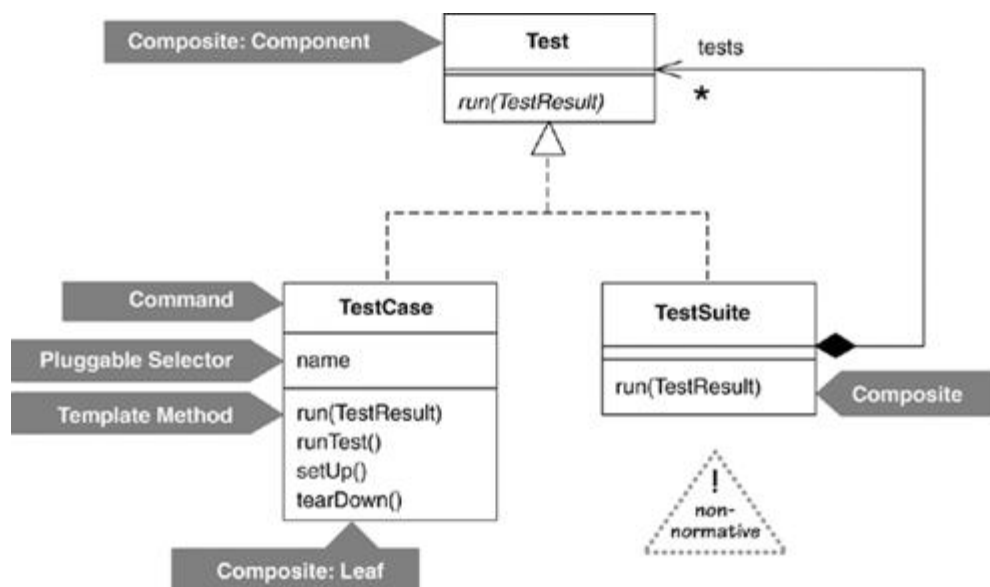 Composite: Component
Test
tests
*
run(TestResult)
Command
TestCase
TestSuite
Pluggable Selector
name
run(TestResult)
Composite
Template Method
run(TestResult)
runTest()
setUp()
tearDown()
!
non-
normative
Composite: Leaf